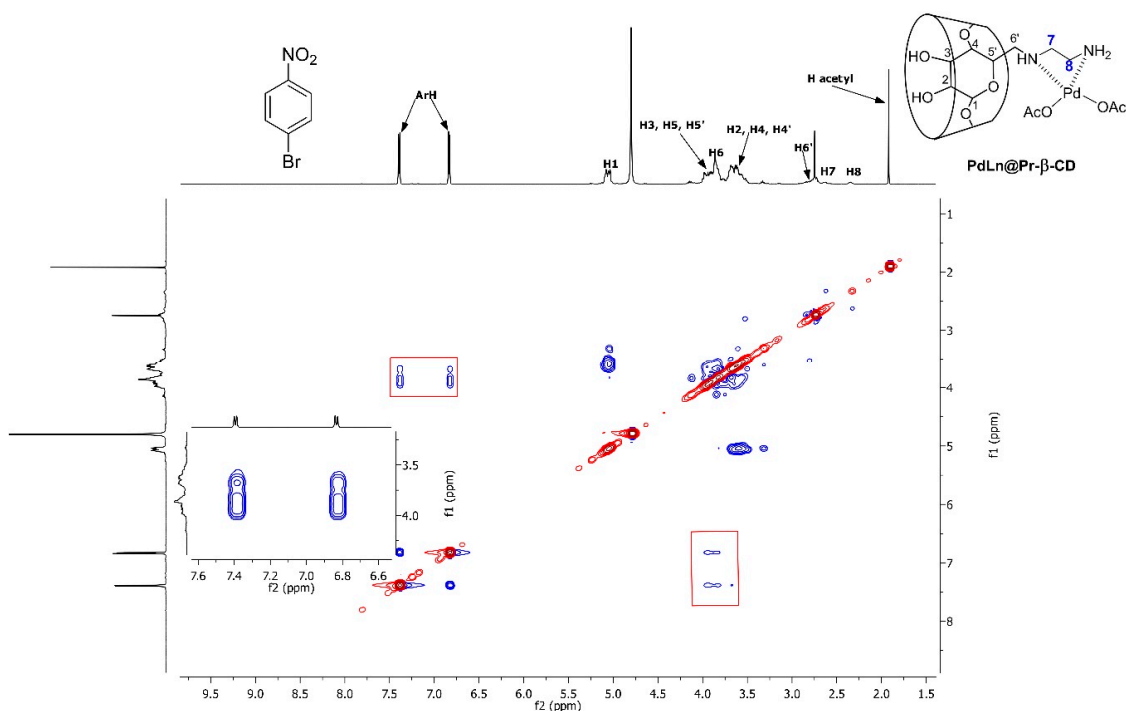 NO₂
Br
ArH
H1
H3, H5, H5'
H6
H2, H4, H4'
H6'
H7
H8
H acetyl
O
4
6'
7
HO
3
5'
HN
8
NH₂
2
O
HO
1
O
Pd
AcO
OAc
PdLn@Pr-β-CD
1
2
3
4
5
6
7
8
f1 (ppm)
3.5
4.0
f1 (ppm)
7.6 7.4 7.2 7.0 6.8 6.6
f2 (ppm)
9.5 9.0 8.5 8.0 7.5 7.0 6.5 5.5 5.0 4.5 4.0 3.5 3.0 2.5 2.0 1.5
f2 (ppm)